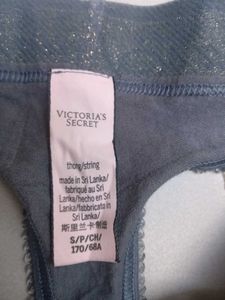 VICTORIA'S
SECRET
thong/string
made in Sri Lanka/
fabriqué au Sri
Lanka/hecho en Sri
Lanka/fabbricato in
Sri Lanka/
斯里兰卡制造
S/P/CH/
170/68A